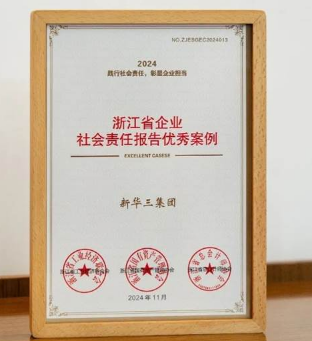 NO.ZJESGEC2024013
2024
践行社会责任,彰显企业担当
浙江省企业
社会责任报告优秀案例
EXCELLENT CASESE
新华三集团
2024年11月